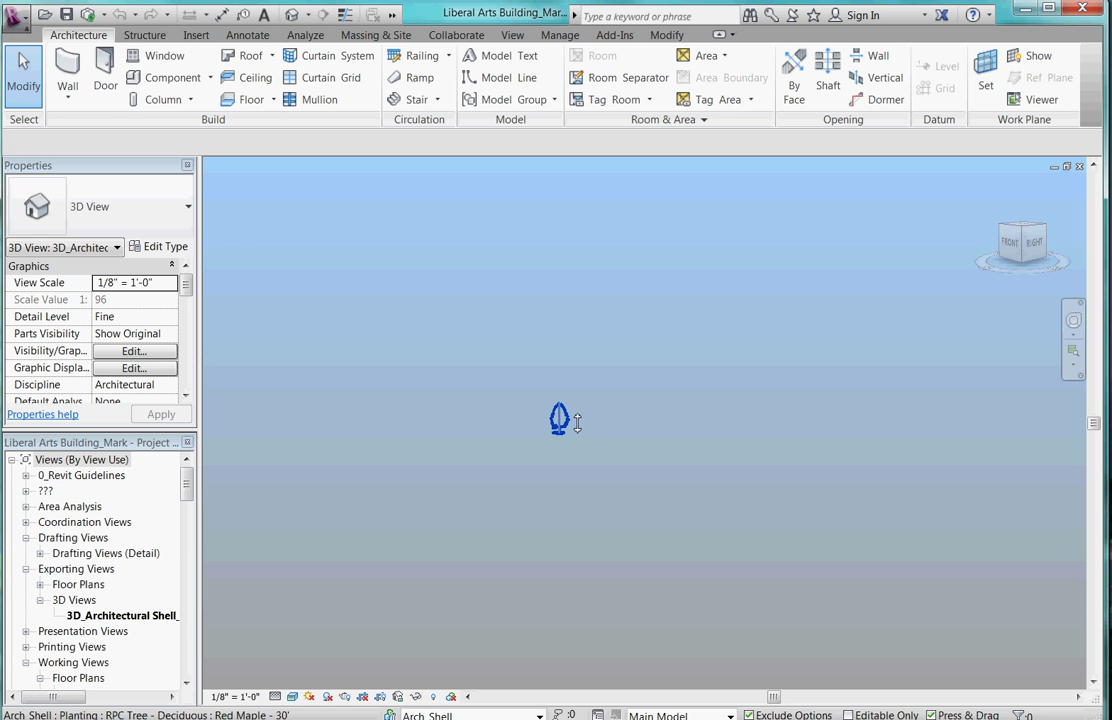 Liberal Arts Building_Mark...
Type a keyword or phrase
Sign In
Architecture Structure Insert Annotate Analyze Massing & Site Collaborate View Manage Add-Ins Modify
Modify
Wall
Door
Window
Component
Column
Roof
Ceiling
Floor
Curtain System
Curtain Grid
Mullion
Railing
Ramp
Stair
Model Text
Model Line
Model Group
Room
Room Separator
Tag Room
Area
Area Boundary
Tag Area
By Face
Shaft
Wall
Vertical
Dormer
Level
Grid
Set
Show
Ref Plane
Viewer
Select Build Circulation Model Room & Area Opening Datum Work Plane
Properties
3D View
3D View: 3D_Architec Edit Type
Graphics
View Scale 1/8" = 1'-0"
Scale Value 1: 96
Detail Level Fine
Parts Visibility Show Original
Visibility/Grap... Edit...
Graphic Displa... Edit...
Discipline Architectural
Default Analys... None
Properties help Apply
Liberal Arts Building_Mark - Project ...
Views (By View Use)
0_Revit Guidelines
???
Area Analysis
Coordination Views
Drafting Views
Drafting Views (Detail)
Exporting Views
Floor Plans
3D Views
3D_Architectural Shell_
Presentation Views
Printing Views
Working Views
Floor Plans
FRONT RIGHT
1/8" = 1'-0"
Arch Shell : Planting : RPC Tree - Deciduous : Red Maple - 30'
Arch Shell
:0
Main Model
Exclude Options
Editable Only
Press & Drag
:0